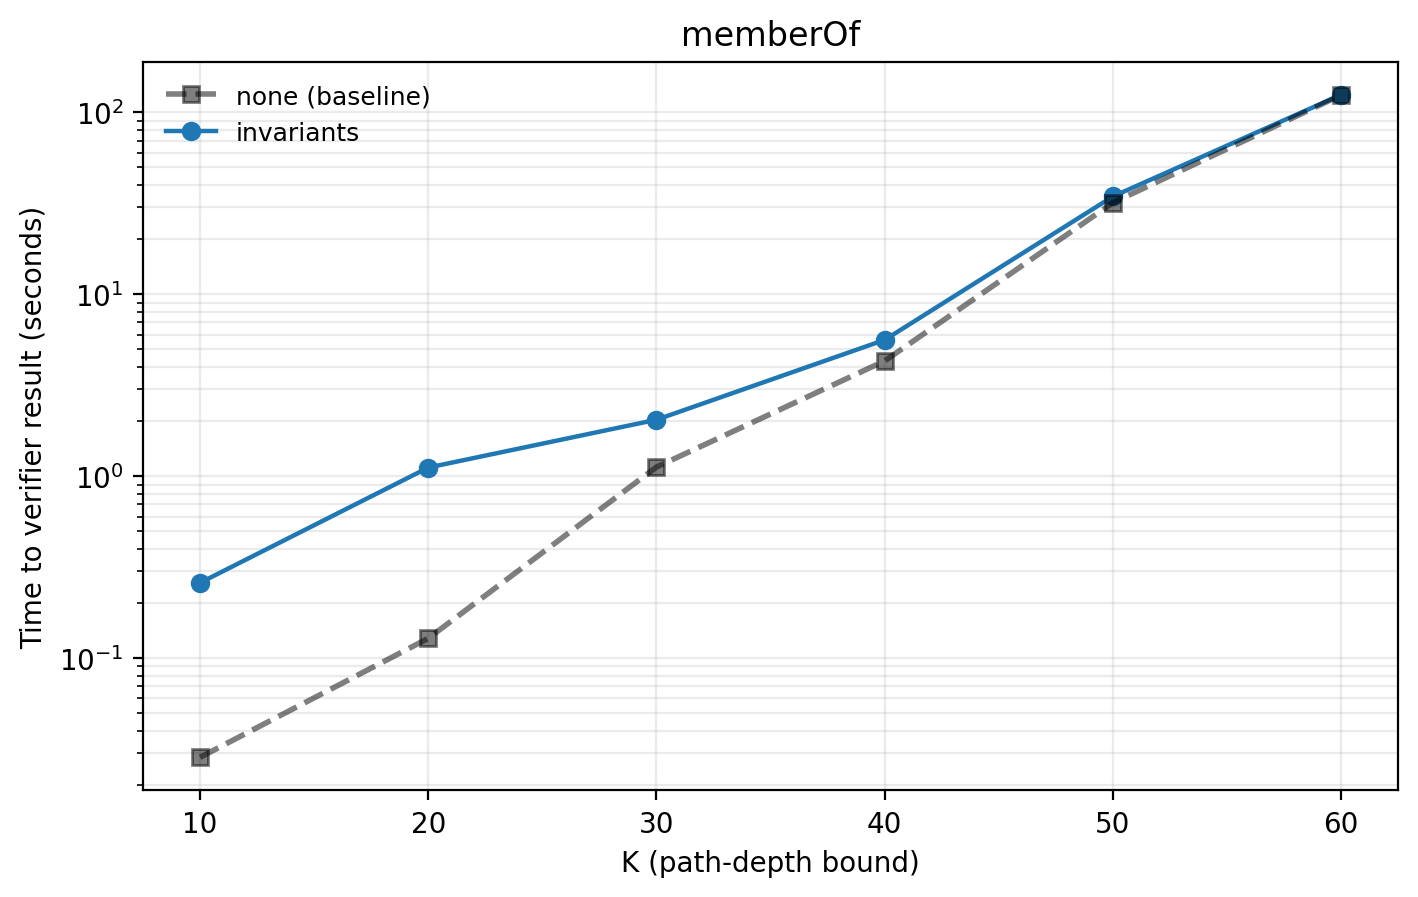 memberOf
none (baseline)
invariants
Time to verifier result (seconds)
10²
10¹
10⁰
10⁻¹
10 20 30 40 50 60
K (path-depth bound)